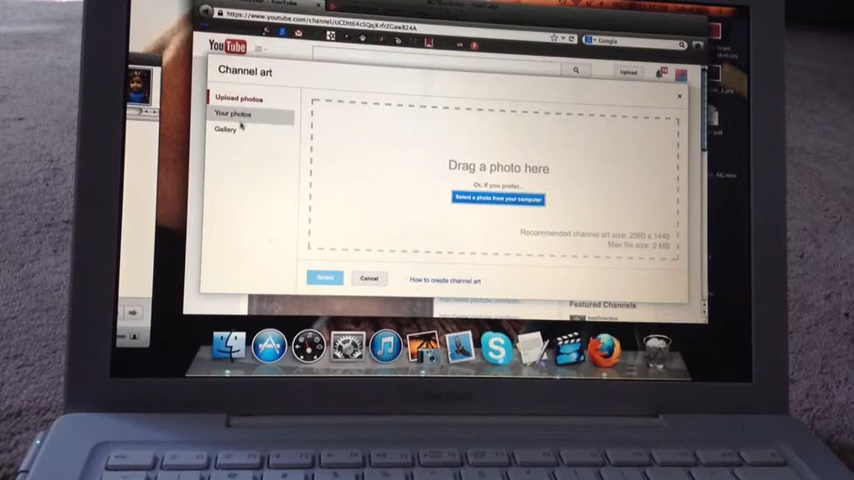 https://www.youtube.com/channel/
Google
YouTube
Upload
Channel art
Upload photos
Your photos
Gallery
Drag a photo here
Or, if you prefer...
Select a photo from your computer
Recommended channel art size: 2560 x 1440
Max file size: 2 MB
Select
Cancel
How to create channel art
Featured Channels